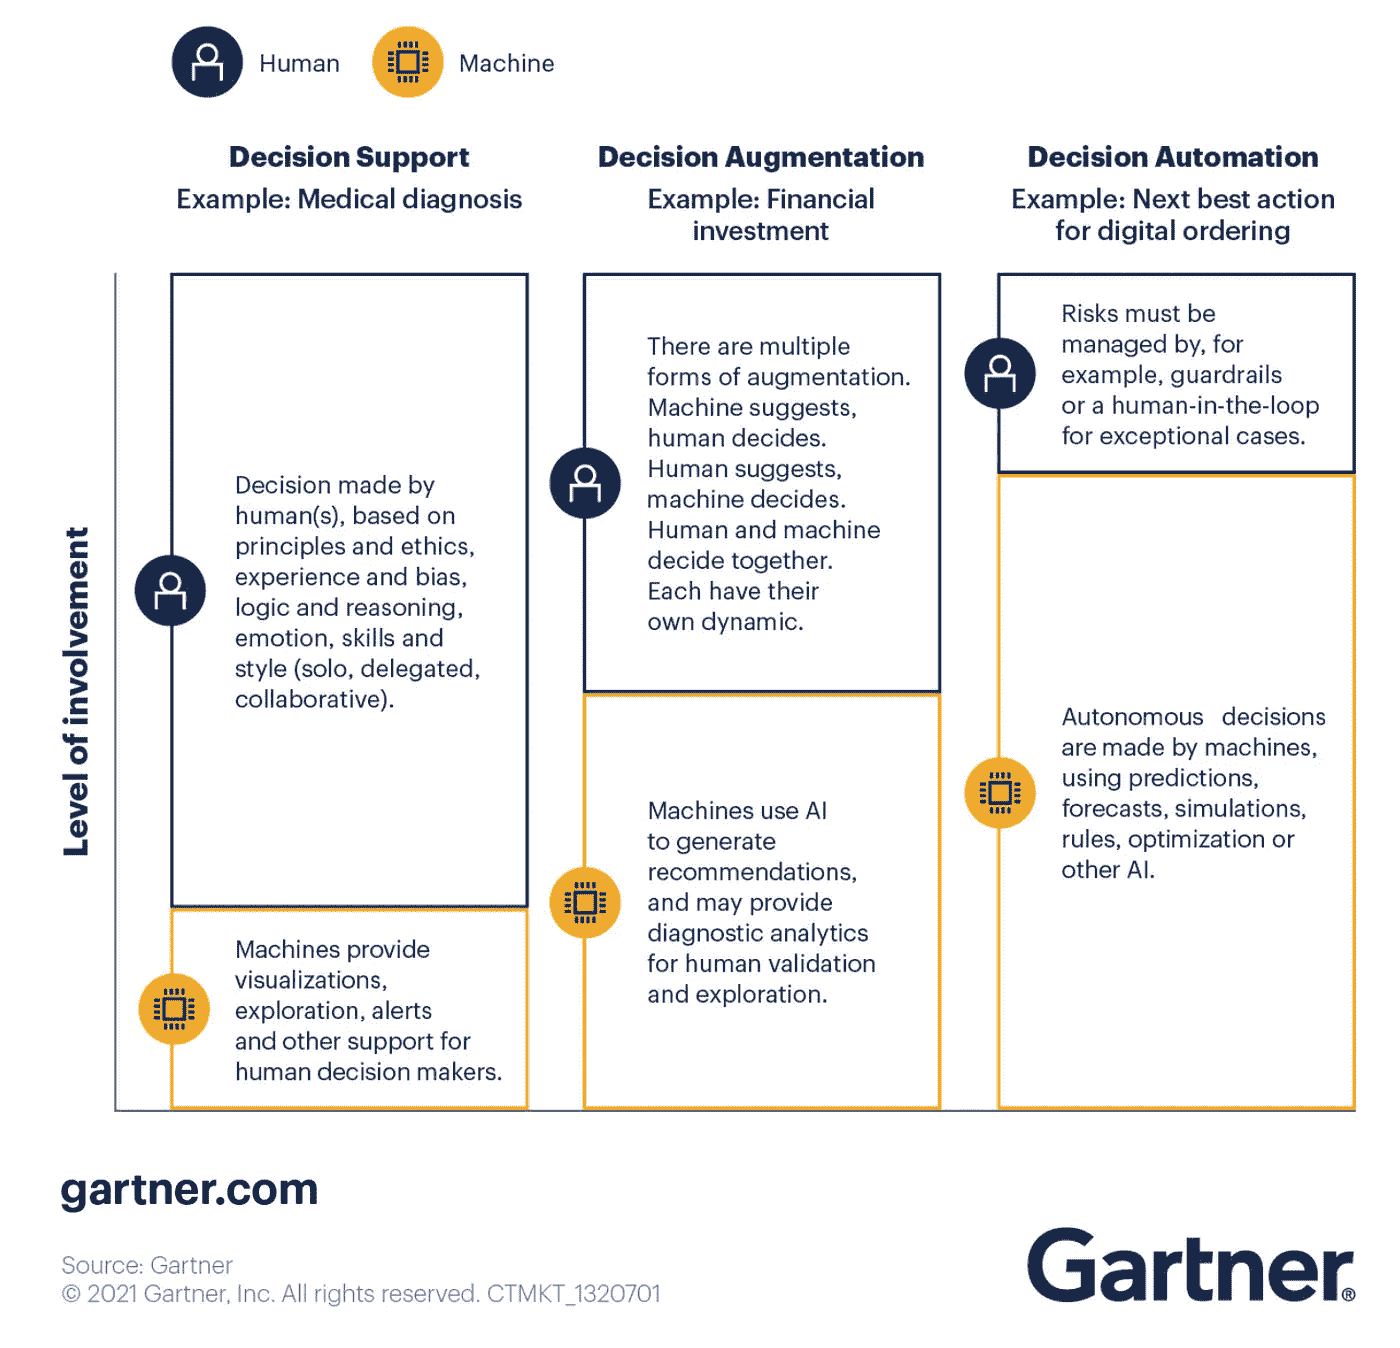 Human
Machine
Decision Support
Example: Medical diagnosis
Decision Augmentation
Example: Financial
investment
Decision Automation
Example: Next best action
for digital ordering
Level of involvement
Decision made by
human(s), based on
principles and ethics,
experience and bias,
logic and reasoning,
emotion, skills and
style (solo, delegated,
collaborative).
Machines provide
visualizations,
exploration, alerts
and other support for
human decision makers.
There are multiple
forms of augmentation.
Machine suggests,
human decides.
Human suggests,
machine decides.
Human and machine
decide together.
Each have their
own dynamic.
Machines use AI
to generate
recommendations,
and may provide
diagnostic analytics
for human validation
and exploration.
Risks must be
managed by, for
example, guardrails
or a human-in-the-loop
for exceptional cases.
Autonomous decisions
are made by machines,
using predictions,
forecasts, simulations,
rules, optimization or
other AI.
gartner.com
Source: Gartner
© 2021 Gartner, Inc. All rights reserved. CTMKT_1320701
Gartner®